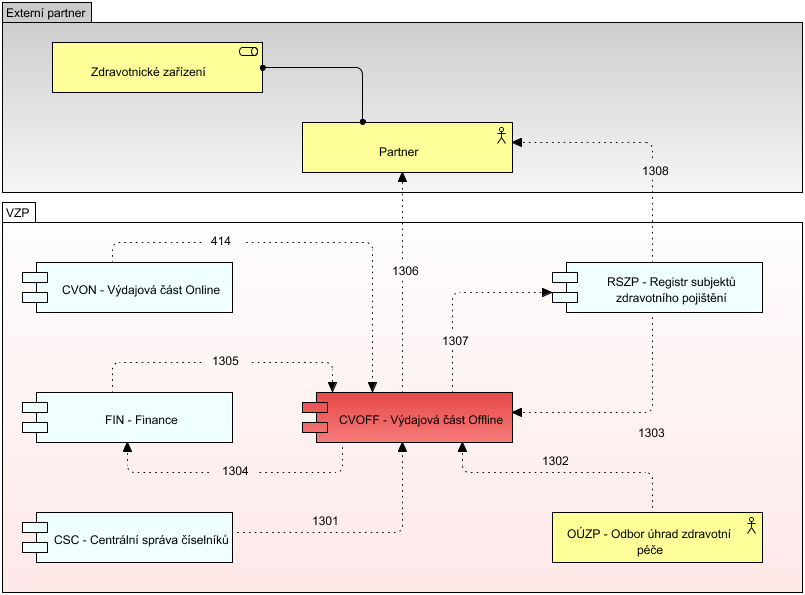 Externí partner
Zdravotnické zařízení
Partner
1308
VZP
414
1306
CVON - Výdajová část Online
RSZP - Registr subjektů
zdravotního pojištění
1307
1305
FIN - Finance
CVOFF - Výdajová část Offline
1303
1304
1302
1301
CSC - Centrální správa číselníků
OÚZP - Odbor úhrad zdravotní
péče